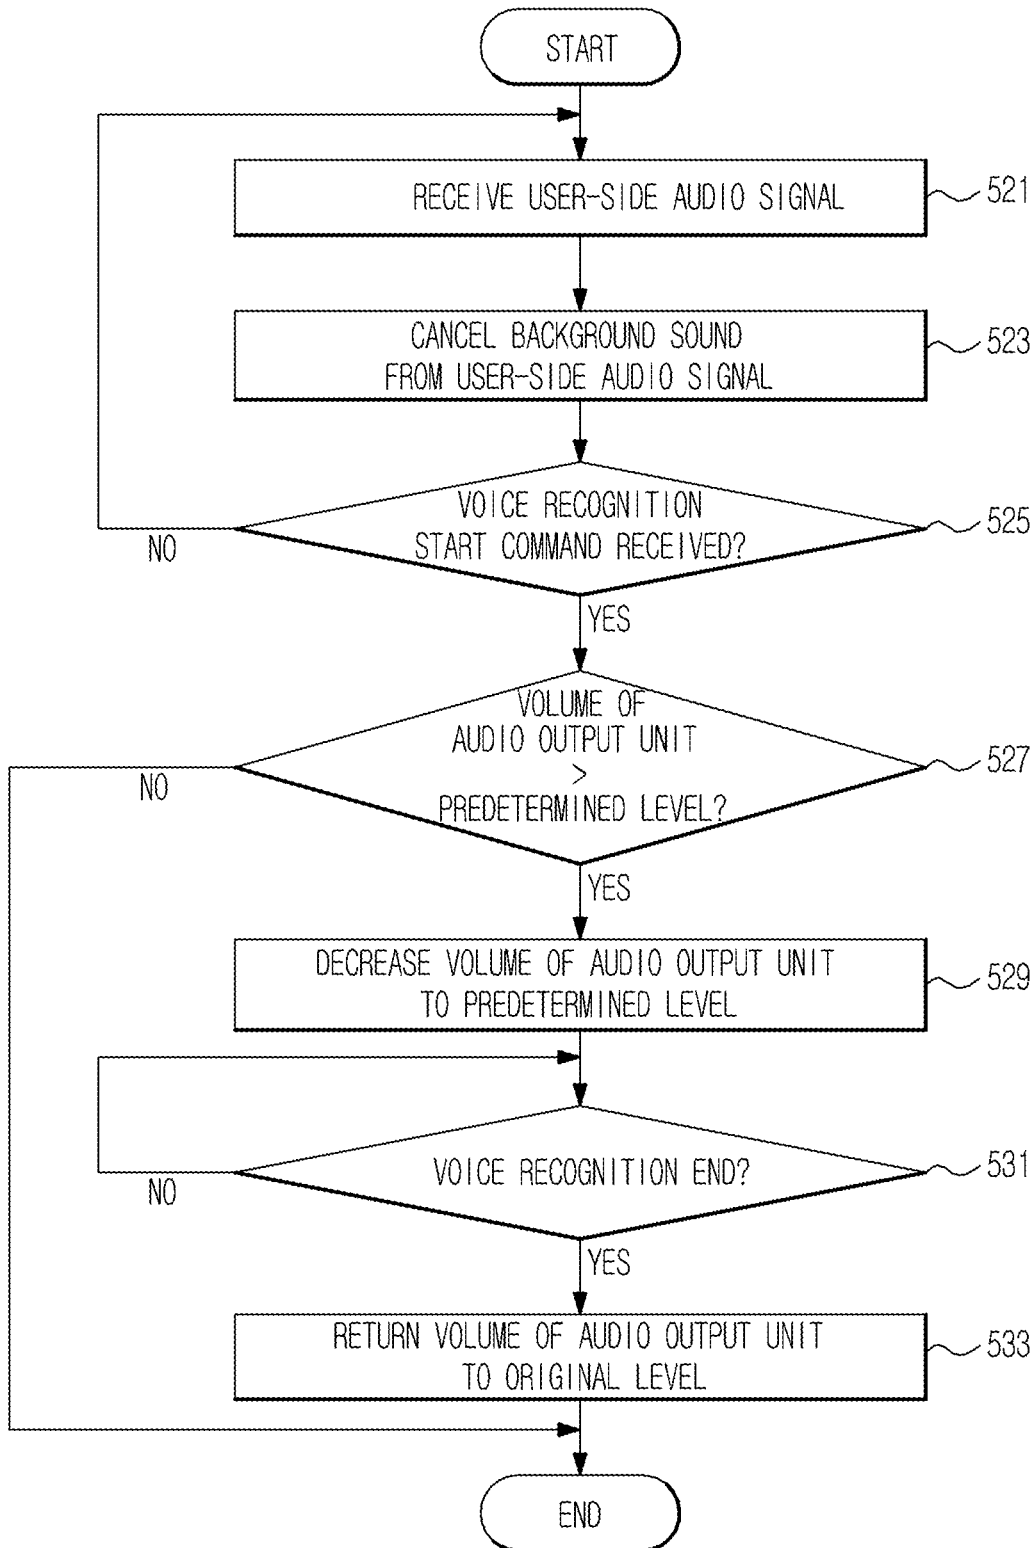 START
RECEIVE USER-SIDE AUDIO SIGNAL
521
CANCEL BACKGROUND SOUND
FROM USER-SIDE AUDIO SIGNAL
523
VOICE RECOGNITION
START COMMAND RECEIVED?
525
NO
YES
VOLUME OF
AUDIO OUTPUT UNIT
>
PREDETERMINED LEVEL?
527
NO
YES
DECREASE VOLUME OF AUDIO OUTPUT UNIT
TO PREDETERMINED LEVEL
529
VOICE RECOGNITION END?
531
NO
YES
RETURN VOLUME OF AUDIO OUTPUT UNIT
TO ORIGINAL LEVEL
533
END